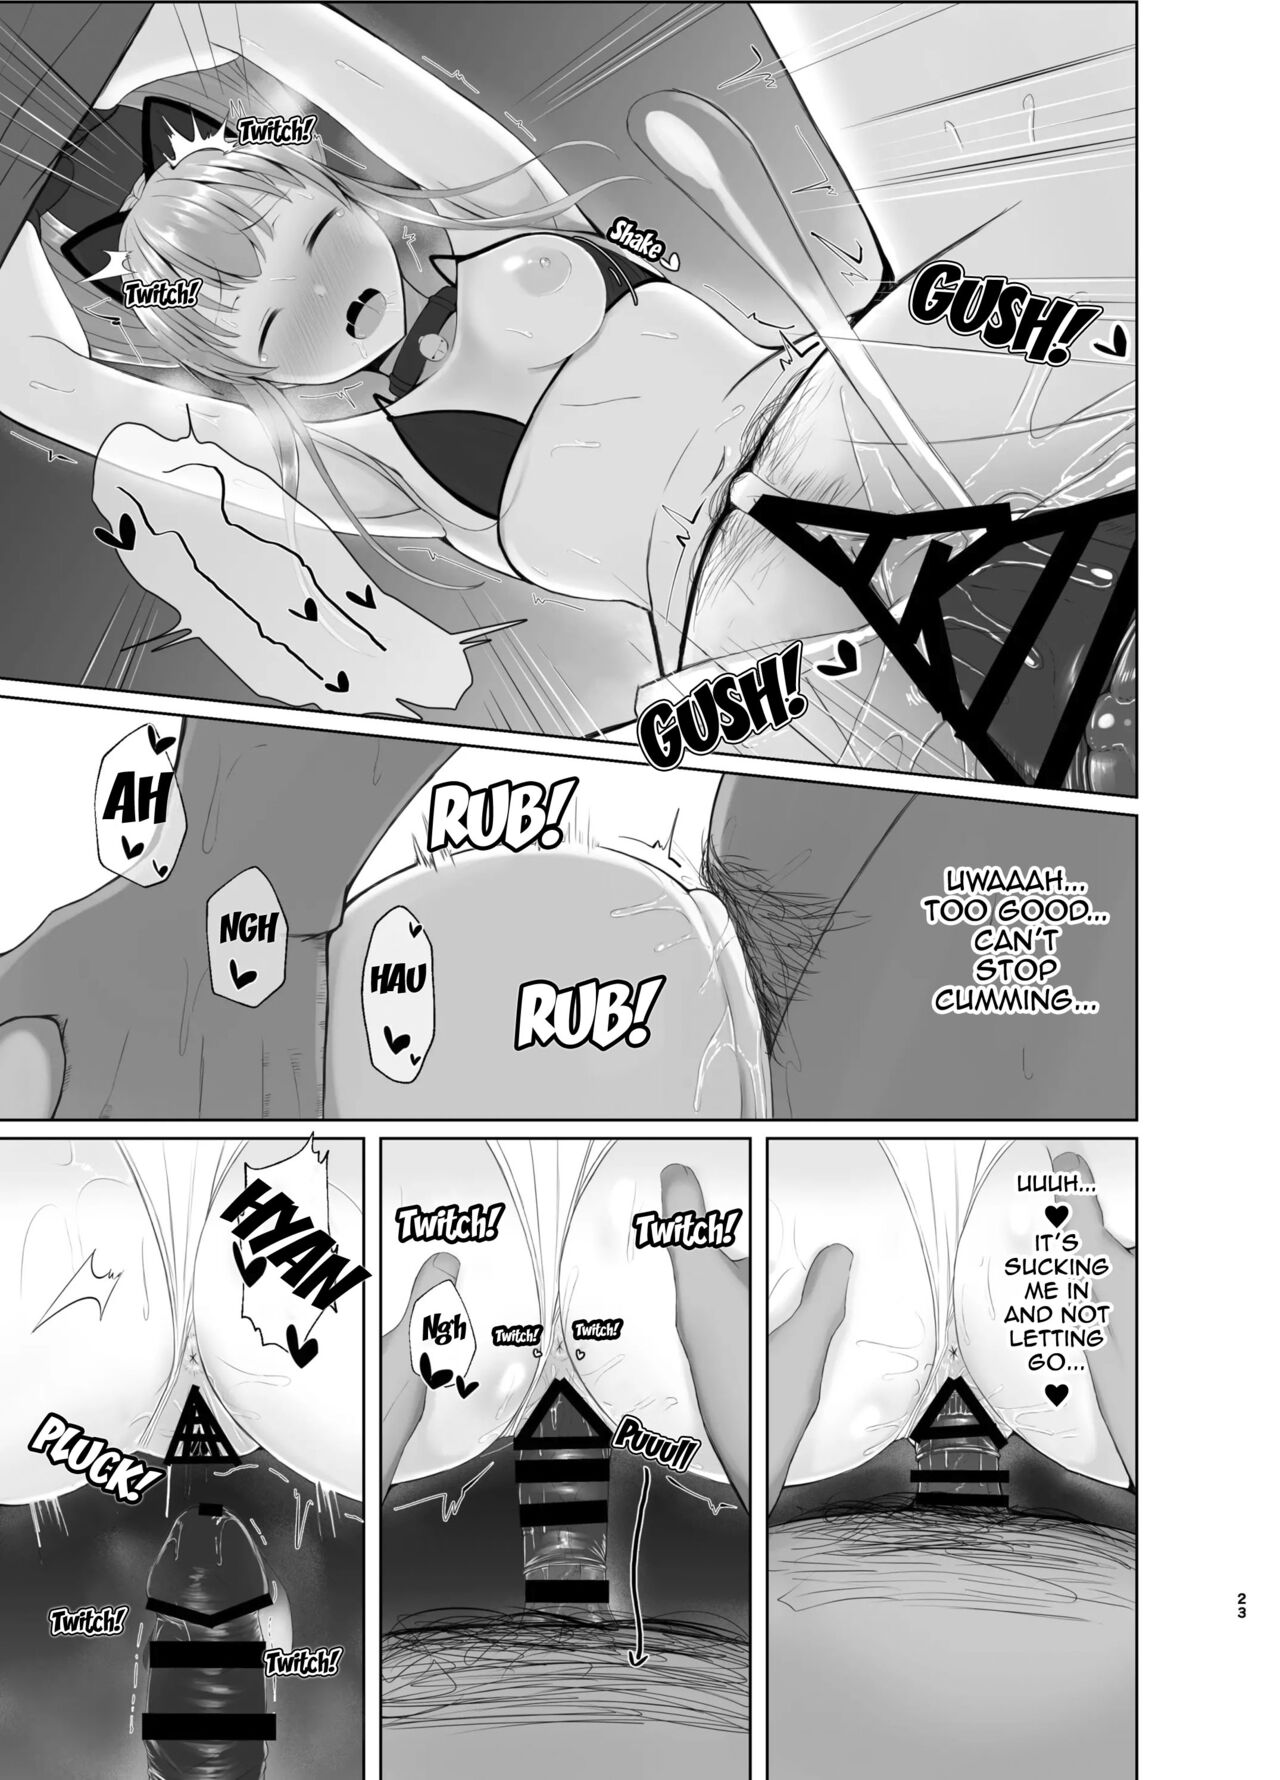 Twitch!
Twitch!
Shake
GUSH!
GUSH!
UWAAAH...
TOO GOOD...
CAN'T
STOP
CUMMING...
RUB!
RUB!
AH
NGH
HAU
UUUH...
IT'S
SUCKING
ME IN
AND NOT
LETTING
GO...
Twitch!
Twitch!
Ngh
Twitch!
Twitch!
Puuull
HYAN
PLUCK!
Twitch!
Twitch!
23